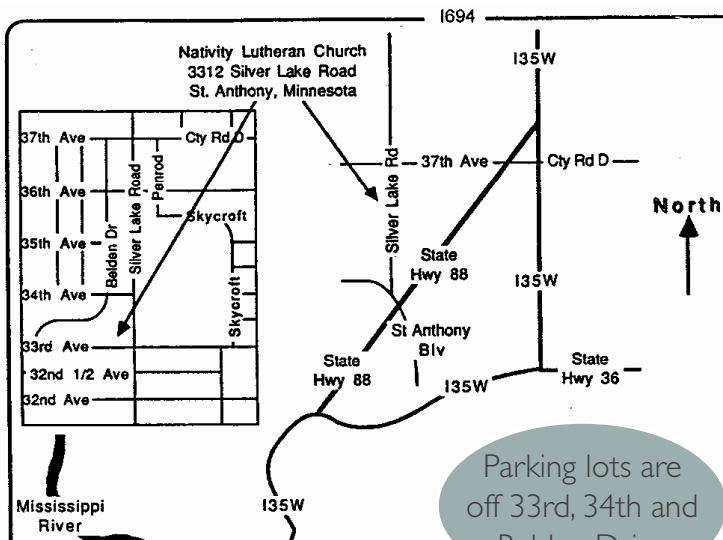 I694
Nativity Lutheran Church
3312 Silver Lake Road
St. Anthony, Minnesota
I35W
37th Ave
Cty Rd D
36th Ave
35th Ave
34th Ave
33rd Ave
32nd 1/2 Ave
32nd Ave
Belden Dr
Silver Lake Road
Penrod
Skycroft
Skycroft
Silver Lake Rd
37th Ave
Cty Rd D
North
State
Hwy 88
I35W
St Anthony
Blv
State
Hwy 88
I35W
State
Hwy 36
Mississippi
River
I35W
Parking lots are
off 33rd, 34th and